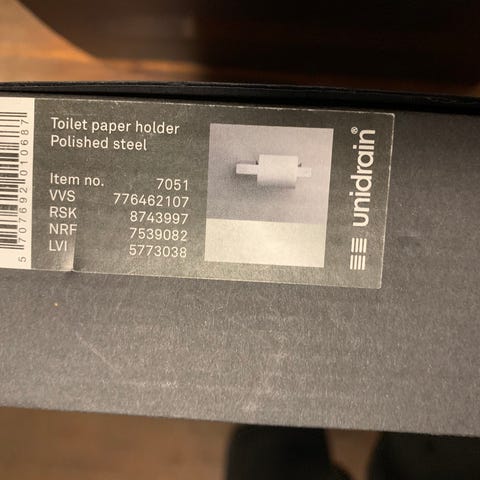 Toilet paper holder
Polished steel
Item no. 7051
VVS 776462107
RSK 8743997
NRF 7539082
LVI 5773038
5 707692 010687
unidrain®